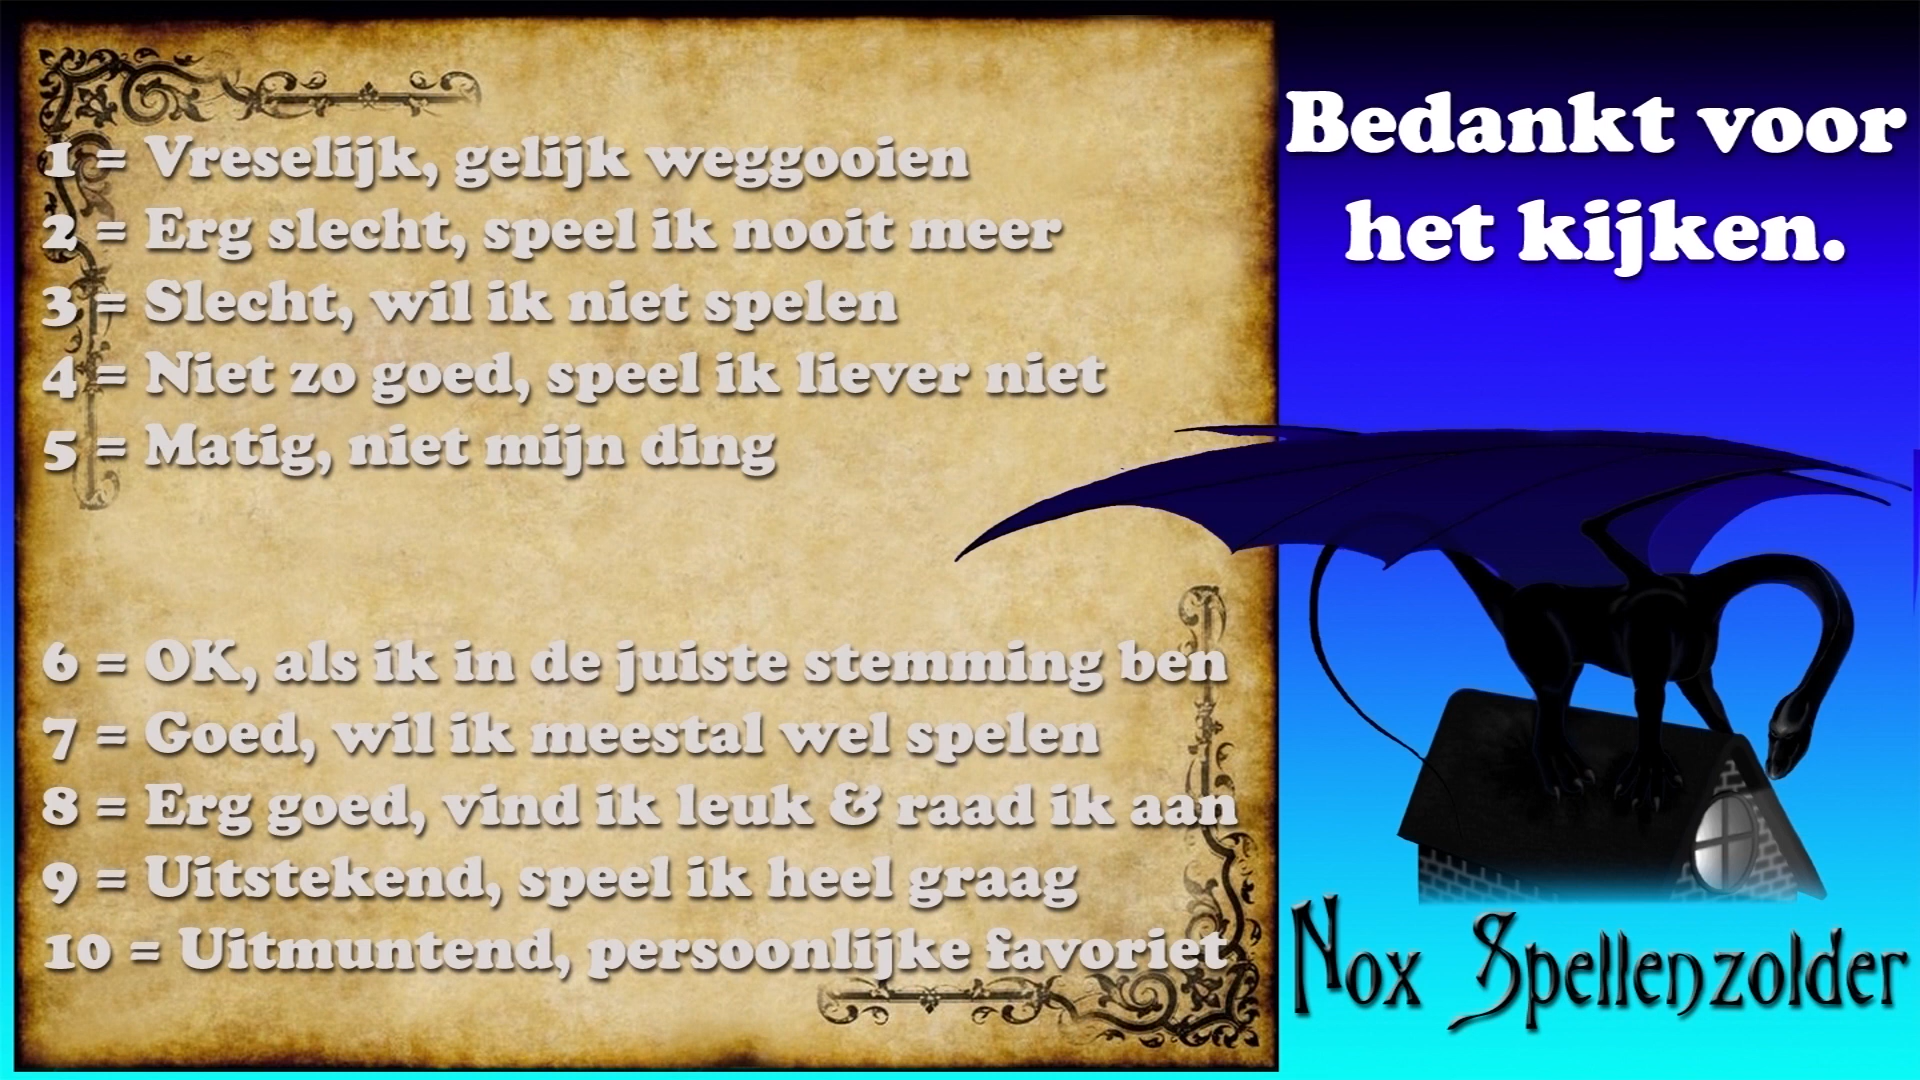 1 = Vreselijk, gelijk weggooien
2 = Erg slecht, speel ik nooit meer
3 = Slecht, wil ik niet spelen
4 = Niet zo goed, speel ik liever niet
5 = Matig, niet mijn ding
6 = OK, als ik in de juiste stemming ben
7 = Goed, wil ik meestal wel spelen
8 = Erg goed, vind ik leuk & raad ik aan
9 = Uitstekend, speel ik heel graag
10 = Uitmuntend, persoonlijke favoriet
Bedankt voor
het kijken.
Nox Spellenzolder